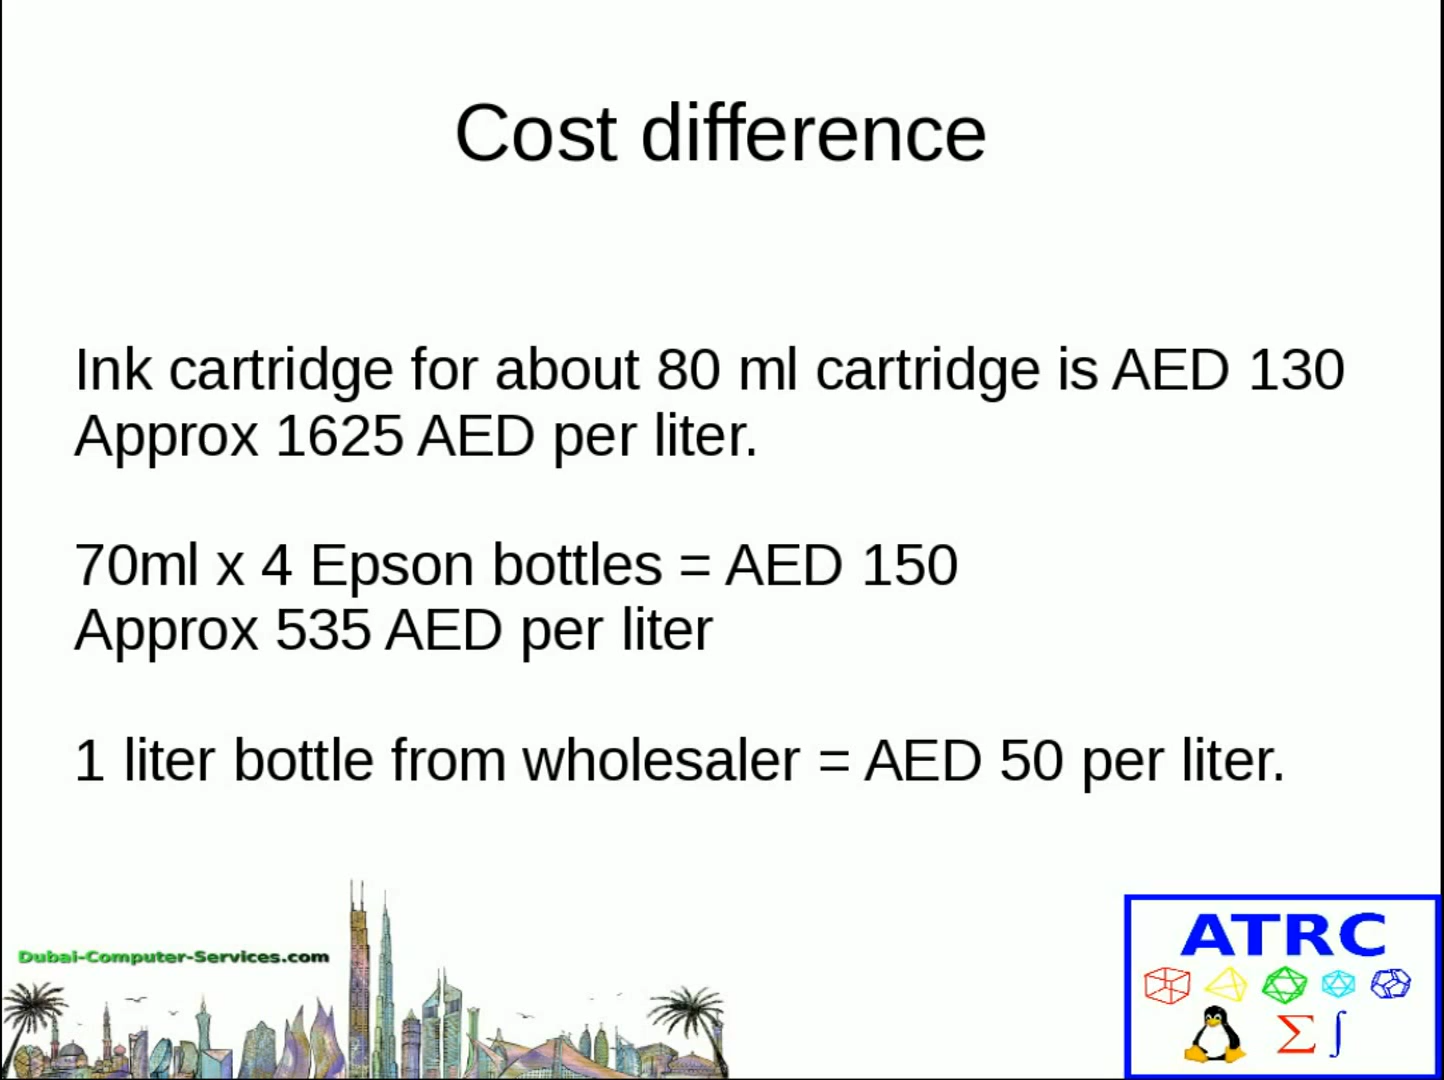 Cost difference
Ink cartridge for about 80 ml cartridge is AED 130
Approx 1625 AED per liter.
70ml x 4 Epson bottles = AED 150
Approx 535 AED per liter
1 liter bottle from wholesaler = AED 50 per liter.
Dubai-Computer-Services.com
ATRC
Σ ∫